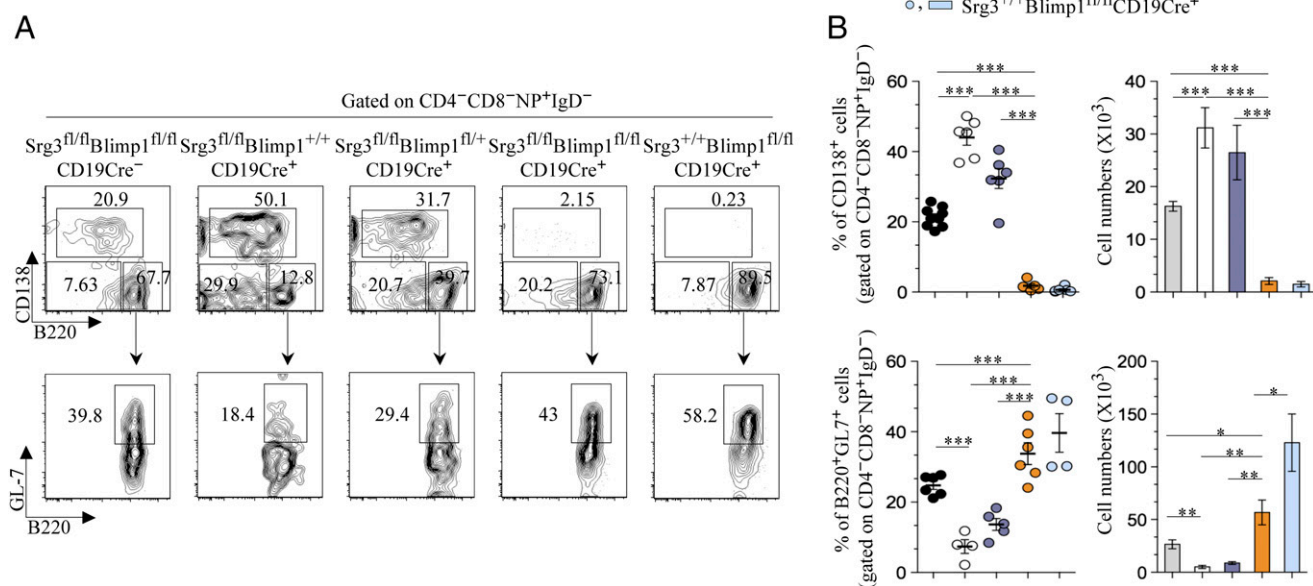 A
B
Srg3+/+Blimp1fl/flCD19Cre+
Gated on CD4−CD8−NP+IgD−
Srg3fl/flBlimp1fl/fl
CD19Cre−
Srg3fl/flBlimp1+/+
CD19Cre+
Srg3fl/flBlimp1fl/+
CD19Cre+
Srg3fl/flBlimp1fl/fl
CD19Cre+
Srg3+/+Blimp1fl/fl
CD19Cre+
20.9
50.1
31.7
2.15
0.23
7.63
67.7
29.9
12.8
20.7
39.7
20.2
73.1
7.87
89.5
CD138
B220
39.8
18.4
29.4
43
58.2
GL-7
B220
% of CD138+ cells
(gated on CD4−CD8−NP+IgD−)
60
40
20
0
***
***
***
***
Cell numbers (X10³)
40
30
20
10
0
***
***
***
***
% of B220+GL7+ cells
(gated on CD4−CD8−NP+IgD−)
60
40
20
0
***
***
***
***
Cell numbers (X10³)
200
150
100
50
0
*
*
**
**
**